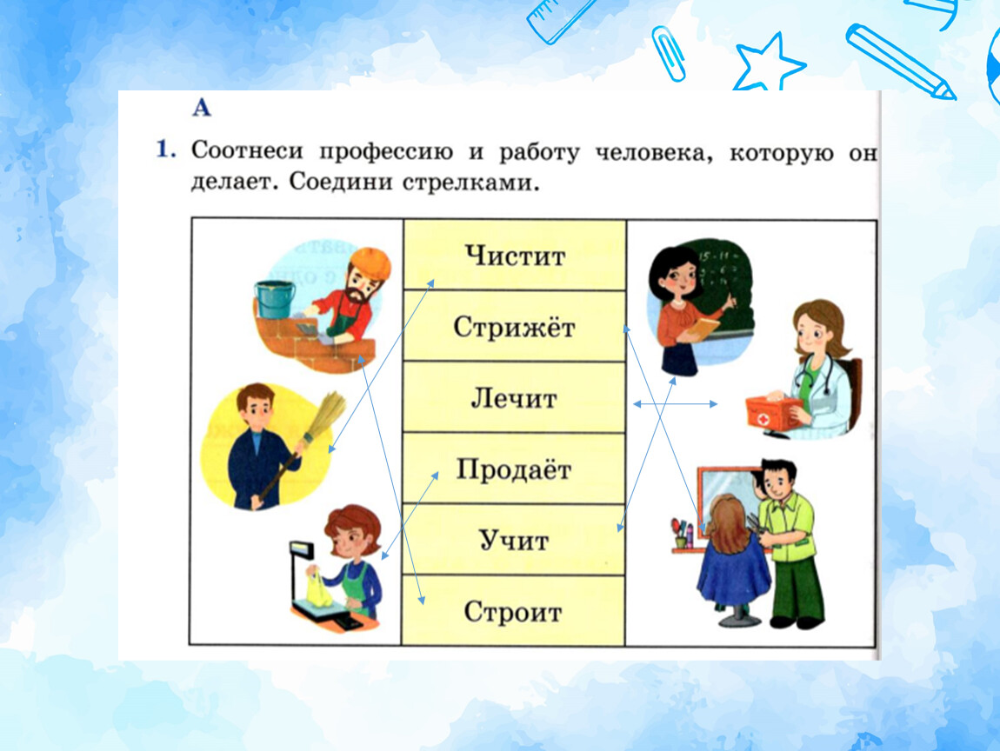 А
1. Соотнеси профессию и работу человека, которую он
делает. Соедини стрелками.
Чистит
Стрижёт
Лечит
Продаёт
Учит
Строит